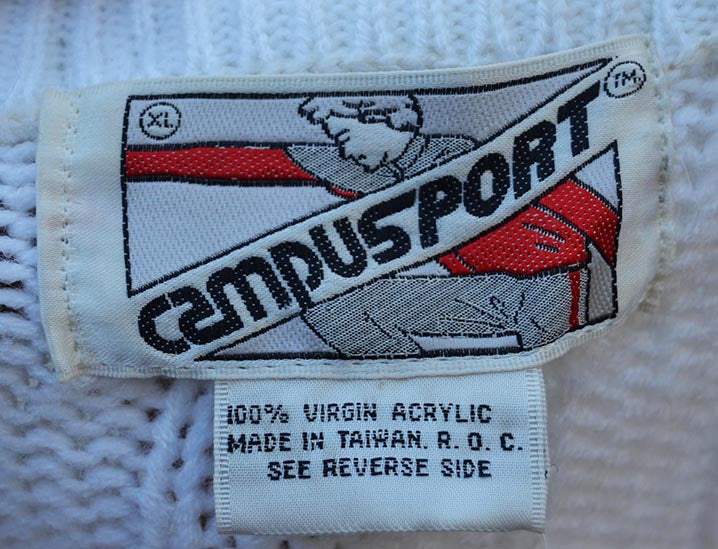 XL
TM.
CAMPUSPORT
100% VIRGIN ACRYLIC
MADE IN TAIWAN. R. O. C.
SEE REVERSE SIDE